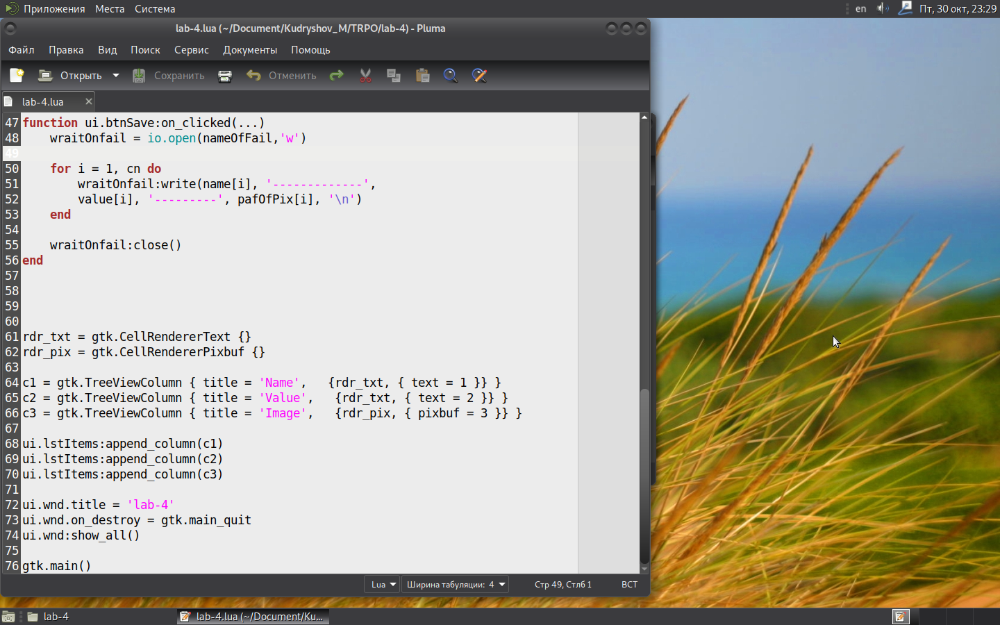 Приложения Места Система en Пт, 30 окт, 23:29
lab-4.lua (~/Document/Kudryshov_M/TRPO/lab-4) - Pluma
Файл Правка Вид Поиск Сервис Документы Помощь
Открыть Сохранить Отменить
lab-4.lua
47 function ui.btnSave:on_clicked(...)
48     wraitOnfail = io.open(nameOfFail,'w')
49
50     for i = 1, cn do
51         wraitOnfail:write(name[i], '-------------',
52         value[i], '---------', pafOfPix[i], '\n')
53     end
54
55     wraitOnfail:close()
56 end
57
58
59
60
61 rdr_txt = gtk.CellRendererText {}
62 rdr_pix = gtk.CellRendererPixbuf {}
63
64 c1 = gtk.TreeViewColumn { title = 'Name',   {rdr_txt, { text = 1 }} }
65 c2 = gtk.TreeViewColumn { title = 'Value',   {rdr_txt, { text = 2 }} }
66 c3 = gtk.TreeViewColumn { title = 'Image',   {rdr_pix, { pixbuf = 3 }} }
67
68 ui.lstItems:append_column(c1)
69 ui.lstItems:append_column(c2)
70 ui.lstItems:append_column(c3)
71
72 ui.wnd.title = 'lab-4'
73 ui.wnd.on_destroy = gtk.main_quit
74 ui.wnd:show_all()
75
76 gtk.main()
Lua Ширина табуляции: 4 Стр 49, Стлб 1 ВСТ
lab-4 lab-4.lua (~/Document/Ku...